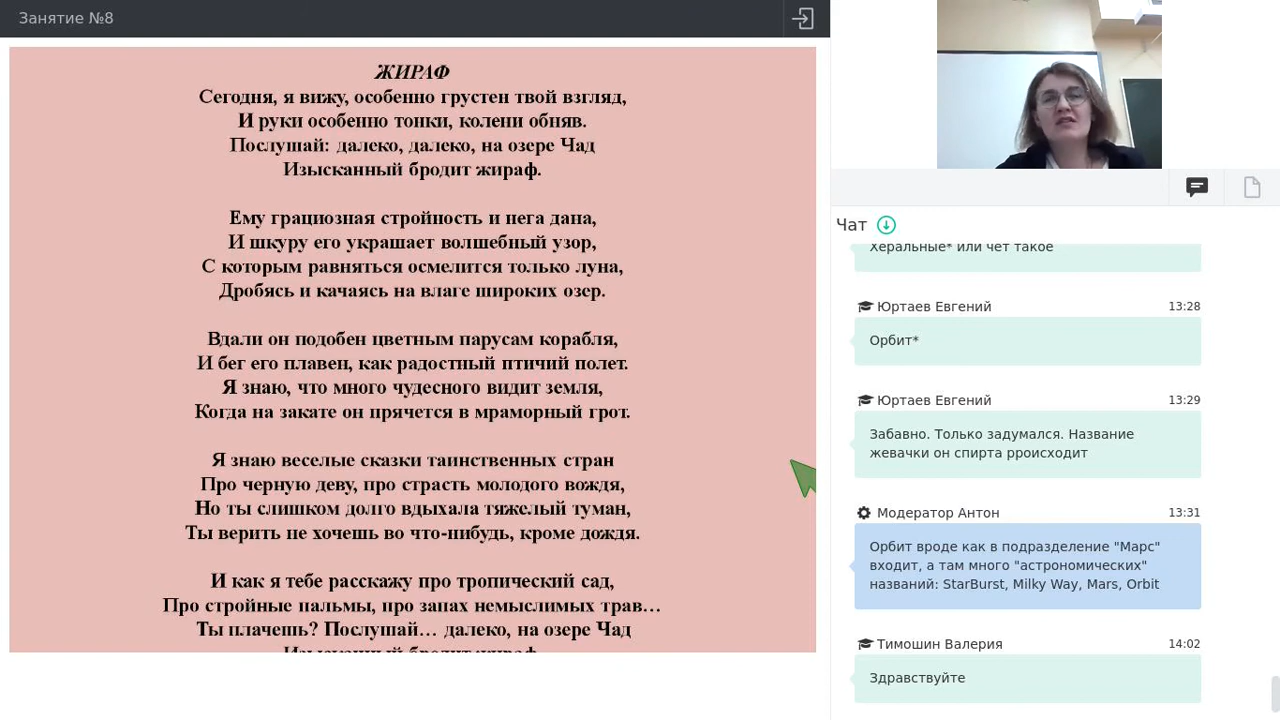 Занятие №8
ЖИРАФ
Сегодня, я вижу, особенно грустен твой взгляд,
И руки особенно тонки, колени обняв.
Послушай: далеко, далеко, на озере Чад
Изысканный бродит жираф.
Ему грациозная стройность и нега дана,
И шкуру его украшает волшебный узор,
С которым равняться осмелится только луна,
Дробясь и качаясь на влаге широких озер.
Вдали он подобен цветным парусам корабля,
И бег его плавен, как радостный птичий полет.
Я знаю, что много чудесного видит земля,
Когда на закате он прячется в мраморный грот.
Я знаю веселые сказки таинственных стран
Про черную деву, про страсть молодого вождя,
Но ты слишком долго вдыхала тяжелый туман,
Ты верить не хочешь во что-нибудь, кроме дождя.
И как я тебе расскажу про тропический сад,
Про стройные пальмы, про запах немыслимых трав…
Ты плачешь? Послушай… далеко, на озере Чад
Изысканный бродит жираф.
Чат
Херальные* или чет такое
Юртаев Евгений 13:28
Орбит*
Юртаев Евгений 13:29
Забавно. Только задумался. Название
жевачки он спирта рроисходит
Модератор Антон 13:31
Орбит вроде как в подразделение "Марс"
входит, а там много "астрономических"
названий: StarBurst, Milky Way, Mars, Orbit
Тимошин Валерия 14:02
Здравствуйте